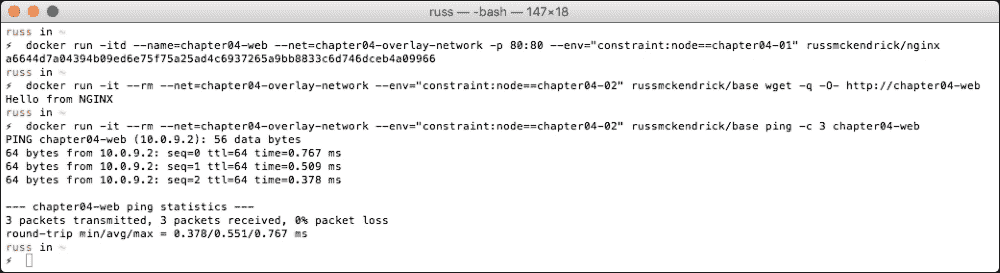 russ — -bash — 147×18
russ in ~
⚡ docker run -itd --name=chapter04-web --net=chapter04-overlay-network -p 80:80 --env="constraint:node==chapter04-01" russmckendrick/nginx
a6644d7a04394b09ed6e75f75a25ad4c6937265a9bb8833c6d746dceb4a09966
russ in ~
⚡ docker run -it --rm --net=chapter04-overlay-network --env="constraint:node==chapter04-02" russmckendrick/base wget -q -O- http://chapter04-web
Hello from NGINX
russ in ~
⚡ docker run -it --rm --net=chapter04-overlay-network --env="constraint:node==chapter04-02" russmckendrick/base ping -c 3 chapter04-web
PING chapter04-web (10.0.9.2): 56 data bytes
64 bytes from 10.0.9.2: seq=0 ttl=64 time=0.767 ms
64 bytes from 10.0.9.2: seq=1 ttl=64 time=0.509 ms
64 bytes from 10.0.9.2: seq=2 ttl=64 time=0.378 ms
--- chapter04-web ping statistics ---
3 packets transmitted, 3 packets received, 0% packet loss
round-trip min/avg/max = 0.378/0.551/0.767 ms
russ in ~
⚡